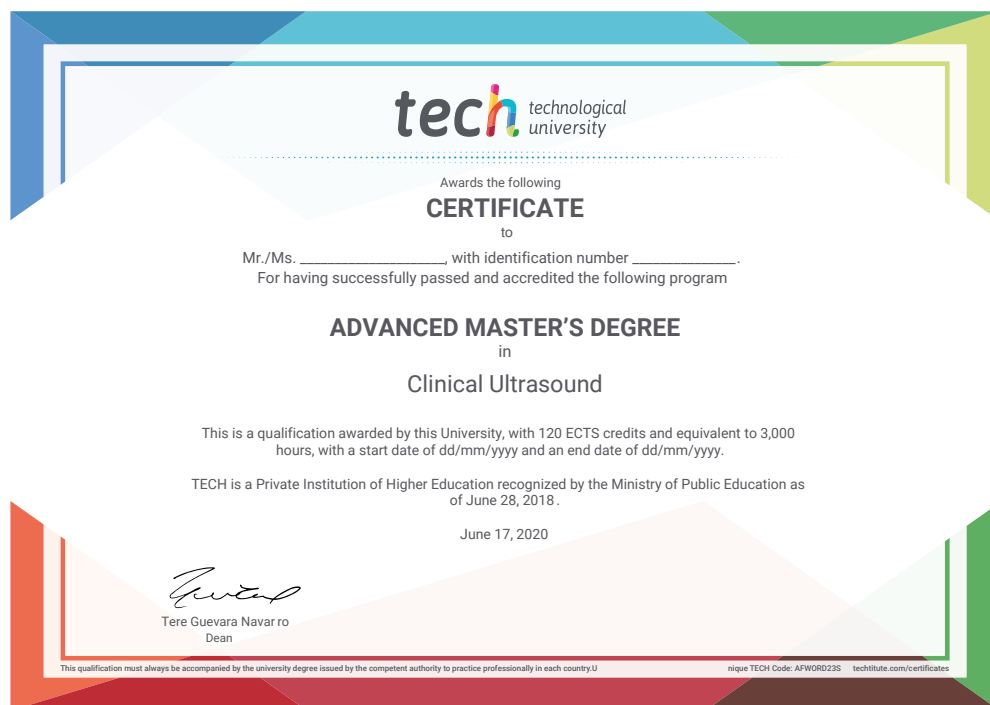 tech technological
university
Awards the following
CERTIFICATE
to
Mr./Ms. ____________________, with identification number ______________.
For having successfully passed and accredited the following program
ADVANCED MASTER’S DEGREE
in
Clinical Ultrasound
This is a qualification awarded by this University, with 120 ECTS credits and equivalent to 3,000
hours, with a start date of dd/mm/yyyy and an end date of dd/mm/yyyy.
TECH is a Private Institution of Higher Education recognized by the Ministry of Public Education as
of June 28, 2018 .
June 17, 2020
Tere Guevara Navar ro
Dean
This qualification must always be accompanied by the university degree issued by the competent authority to practice professionally in each country.U nique TECH Code: AFWORD23S techtitute.com/certificates